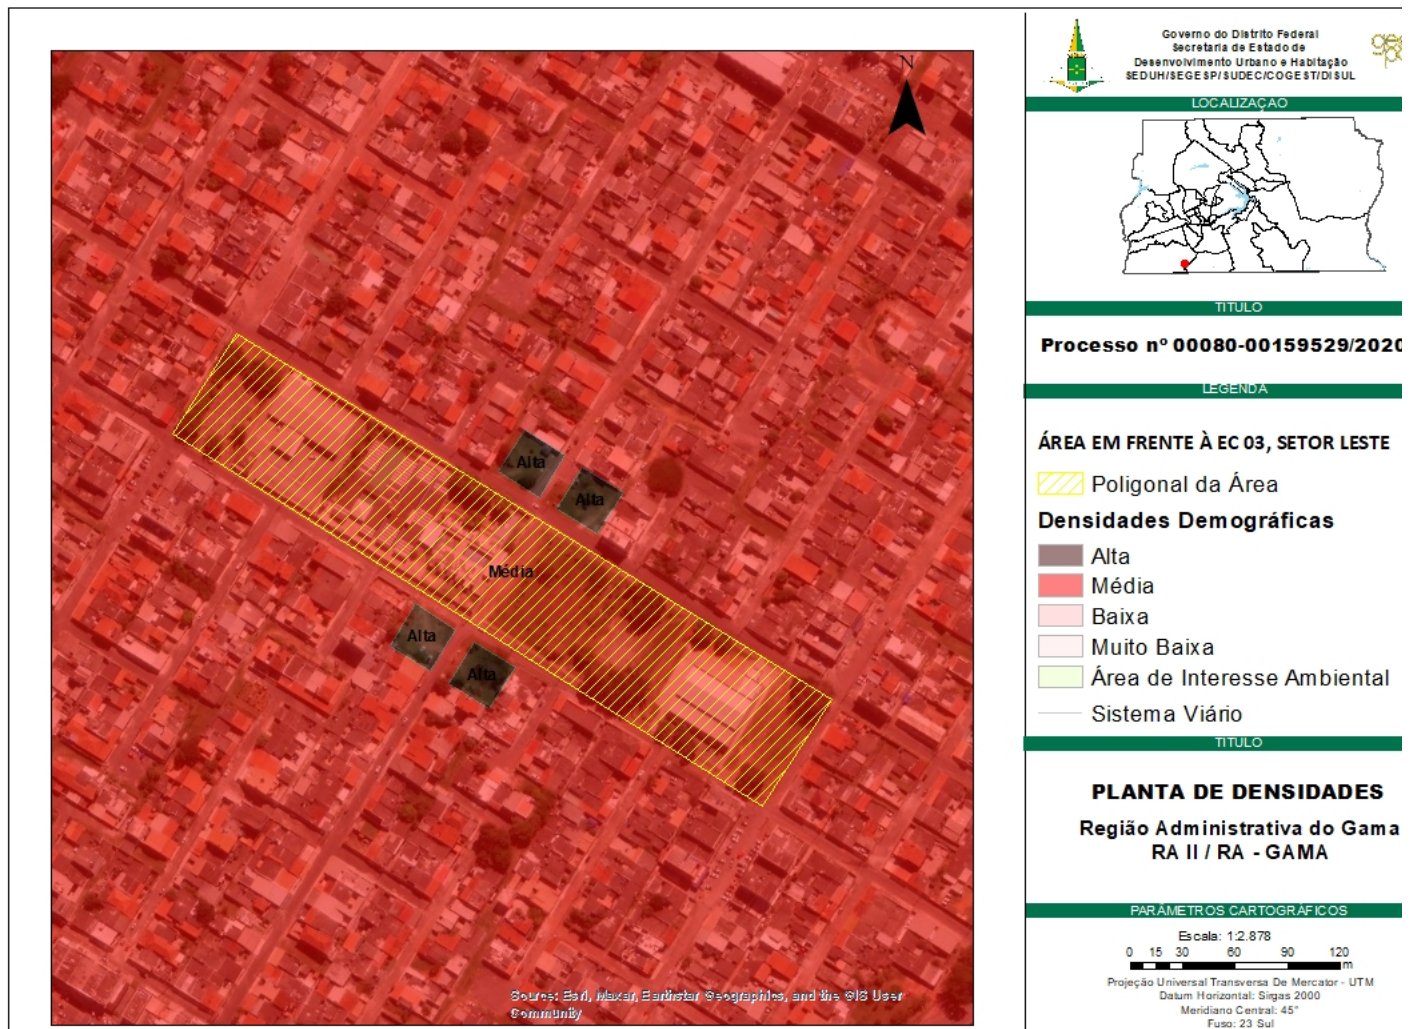 N
Alta
Alta
Média
Alta
Alta
Source: Esri, Maxar, Earthstar Geographics, and the GIS User
Community
Governo do Distrito Federal
Secretaria de Estado de
Desenvolvimento Urbano e Habitação
SEDUH/SEGESP/SUDEC/COGEST/DISUL
LOCALIZAÇÃO
TITULO
Processo nº 00080-00159529/2020
LEGENDA
ÁREA EM FRENTE À EC 03, SETOR LESTE
Poligonal da Área
Densidades Demográficas
Alta
Média
Baixa
Muito Baixa
Área de Interesse Ambiental
Sistema Viário
TITULO
PLANTA DE DENSIDADES
Região Administrativa do Gama
RA II / RA - GAMA
PARÂMETROS CARTOGRÁFICOS
Escala: 1:2.878
0 15 30 60 90 120
m
Projeção Universal Transversa De Mercator - UTM
Datum Horizontal: Sirgas 2000
Meridiano Central: 45°
Fuso: 23 Sul